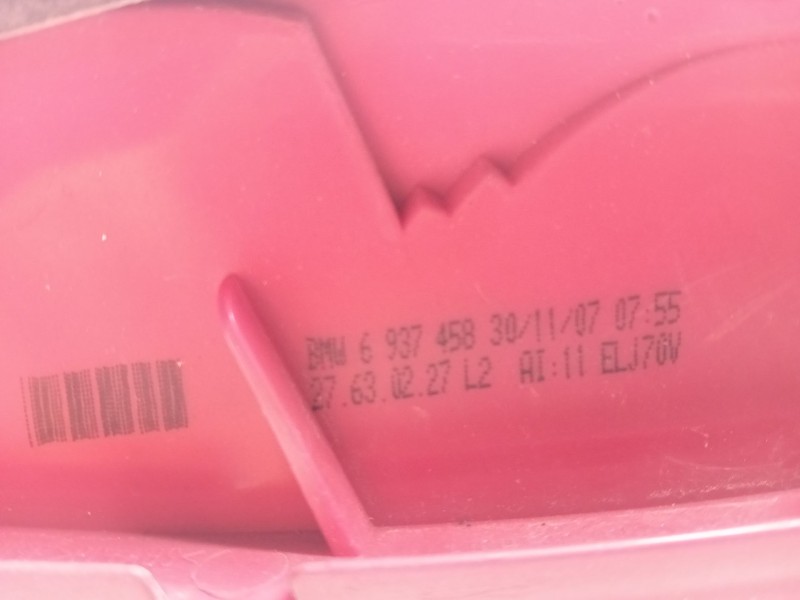 BMW 6 937 458 30/11/07 07:55
27.63.02.27 L2 AI:11 ELJ70V